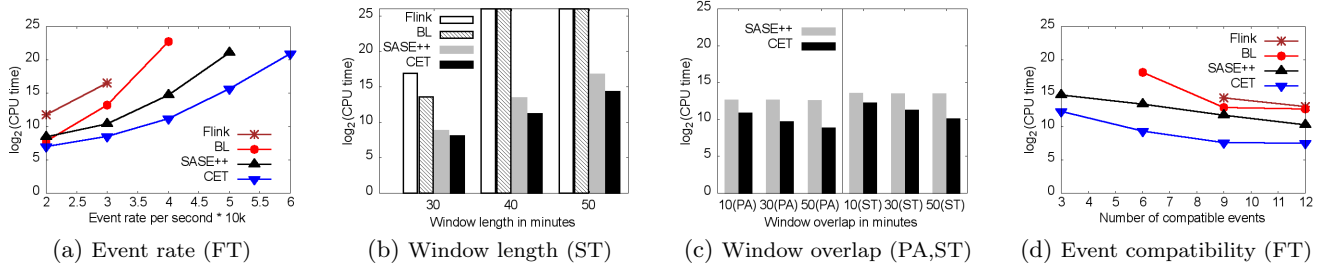 log2(CPU time)
25
20
15
10
5
0
Flink
BL
SASE++
CET
2 2.5 3 3.5 4 4.5 5 5.5 6
Event rate per second * 10k
(a) Event rate (FT)
log2(CPU time)
25
20
15
10
5
0
Flink
BL
SASE++
CET
30 40 50
Window length in minutes
(b) Window length (ST)
log2(CPU time)
25
20
15
10
5
0
SASE++
CET
10(PA) 30(PA) 50(PA) 10(ST) 30(ST) 50(ST)
Window overlap in minutes
(c) Window overlap (PA,ST)
log2(CPU time)
25
20
15
10
5
0
Flink
BL
SASE++
CET
3 4 5 6 7 8 9 10 11 12
Number of compatible events
(d) Event compatibility (FT)